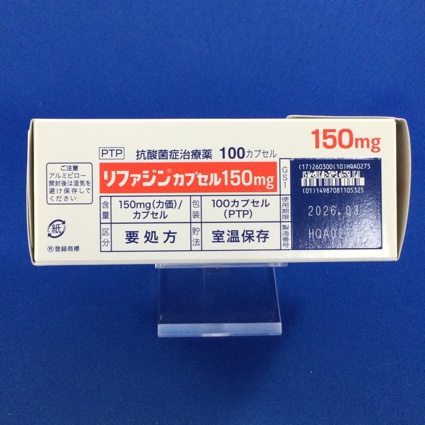 PTP 抗酸菌症治療薬 100カプセル
150mg
リファジンカプセル150mg
ご注意
アルミピロー
開封後は湿気を
避け保存して
ください
含量 150mg(力価)/カプセル
包装 100カプセル(PTP)
区分 要処方
貯法 室温保存
紙
®登録商標
GS1
(17)260300(10)HQA0275
(01)14987081105325
使用期限 2026.03
製造番号 HQA0275